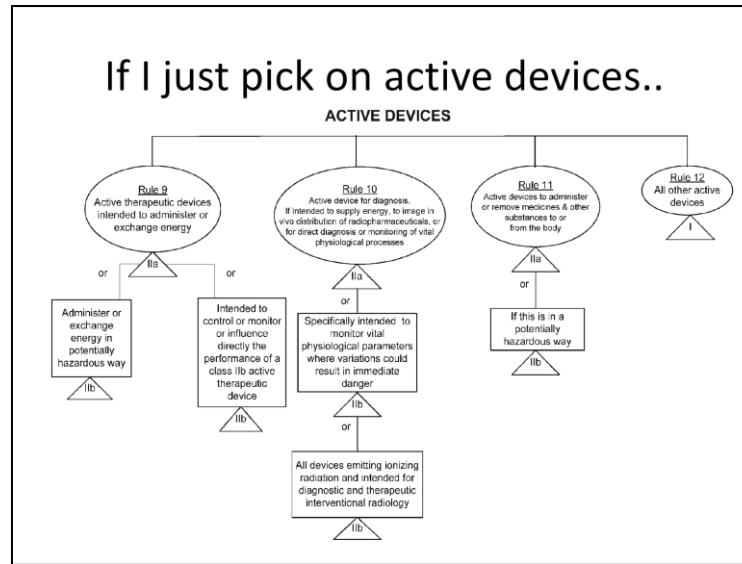 If I just pick on active devices..
ACTIVE DEVICES
Rule 9
Active therapeutic devices
intended to administer or
exchange energy
IIa
or
or
Administer or
exchange
energy in
potentially
hazardous way
IIb
Intended to
control or monitor
or influence
directly the
performance of a
class IIb active
therapeutic
device
IIb
Rule 10
Active device for diagnosis.
If intended to supply energy, to image in
vivo distribution of radiopharmaceuticals, or
for direct diagnosis or monitoring of vital
physiological processes
IIa
or
Specifically intended to
monitor vital
physiological parameters
where variations could
result in immediate
danger
IIb
or
All devices emitting ionizing
radiation and intended for
diagnostic and therapeutic
interventional radiology
IIb
Rule 11
Active devices to administer
or remove medicines & other
substances to or
from the body
IIa
or
If this is in a
potentially
hazardous way
IIb
Rule 12
All other active
devices
I